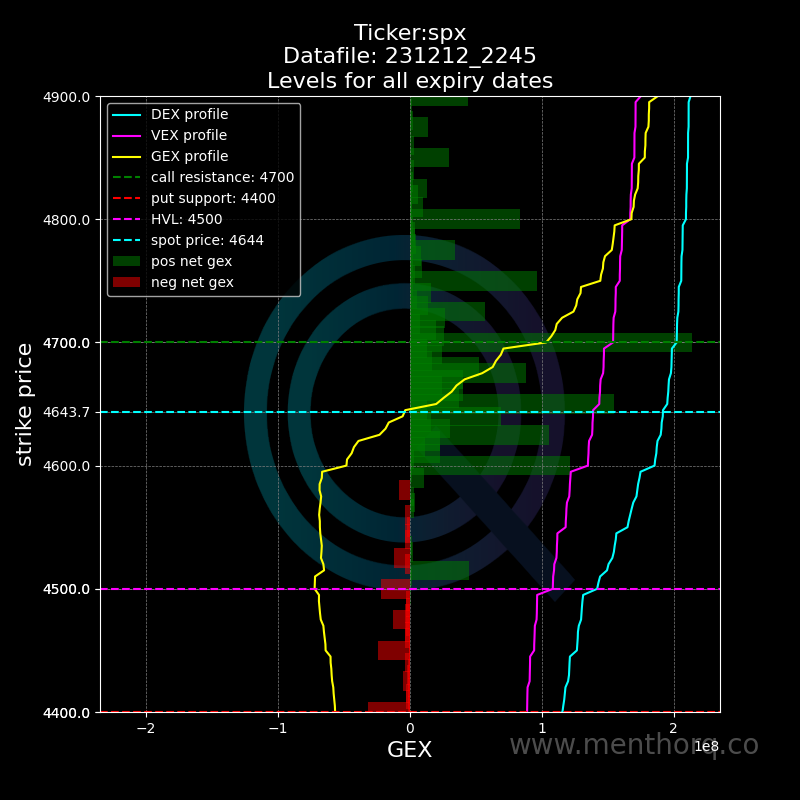 Ticker:spx
Datafile: 231212_2245
Levels for all expiry dates
DEX profile
VEX profile
GEX profile
call resistance: 4700
put support: 4400
HVL: 4500
spot price: 4644
pos net gex
neg net gex
strike price
4900.0
4800.0
4700.0
4643.7
4600.0
4500.0
4400.0
−2
−1
0
1
2
1e8
GEX
www.menthorq.co